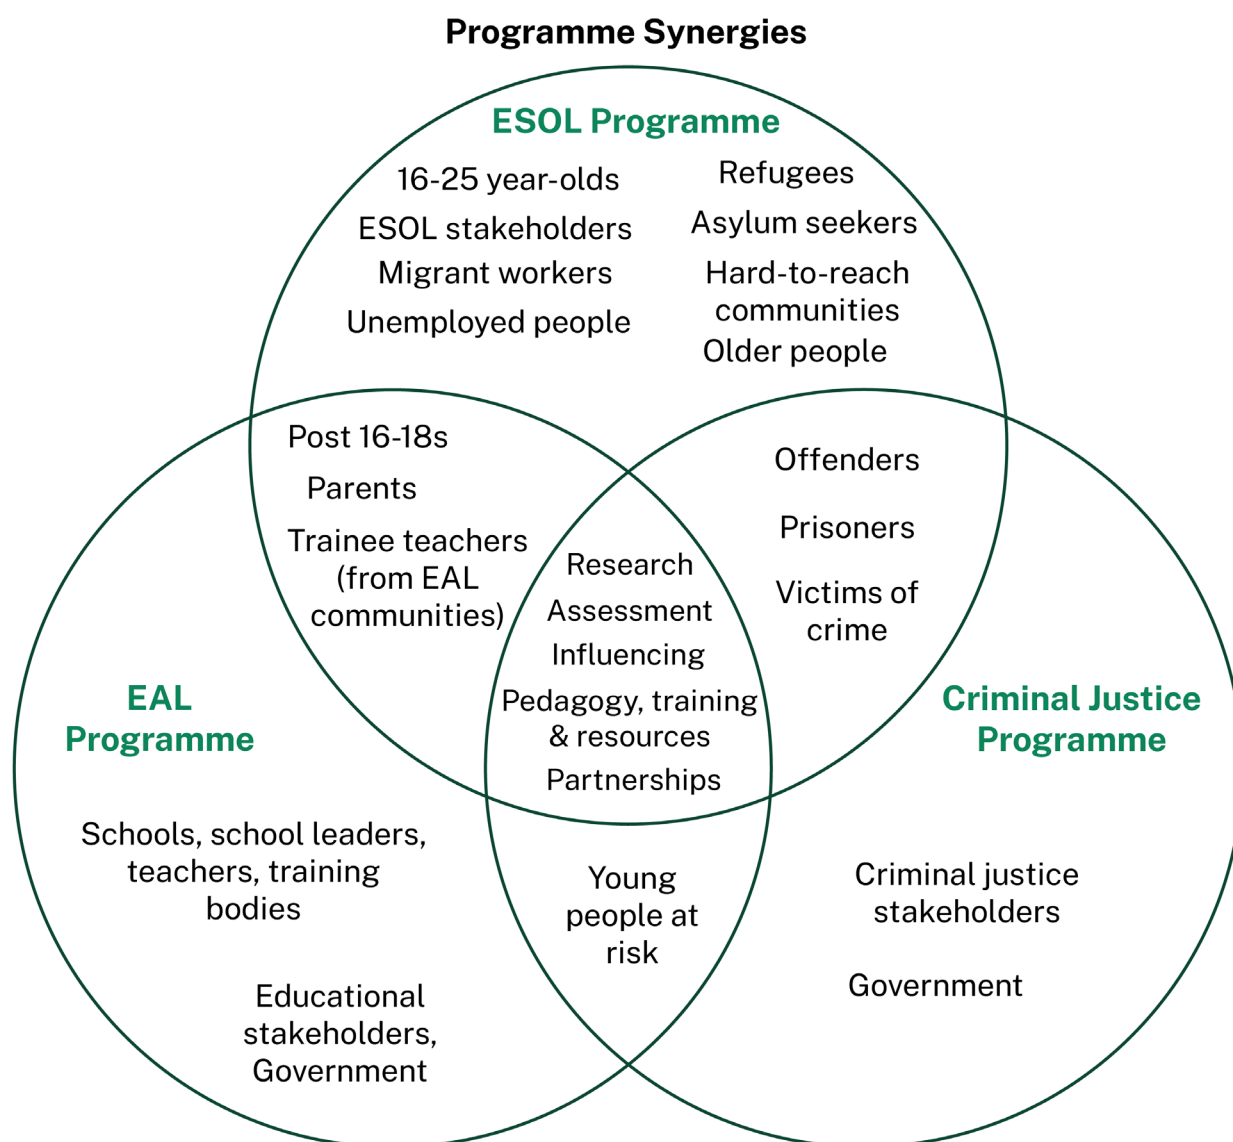 Programme Synergies
ESOL Programme
16-25 year-olds
ESOL stakeholders
Migrant workers
Unemployed people
Refugees
Asylum seekers
Hard-to-reach
communities
Older people
Post 16-18s
Parents
Trainee teachers
(from EAL
communities)
Offenders
Prisoners
Victims of
crime
Research
Assessment
Influencing
Pedagogy, training
& resources
Partnerships
EAL
Programme
Schools, school leaders,
teachers, training
bodies
Educational
stakeholders,
Government
Young
people at
risk
Criminal Justice
Programme
Criminal justice
stakeholders
Government